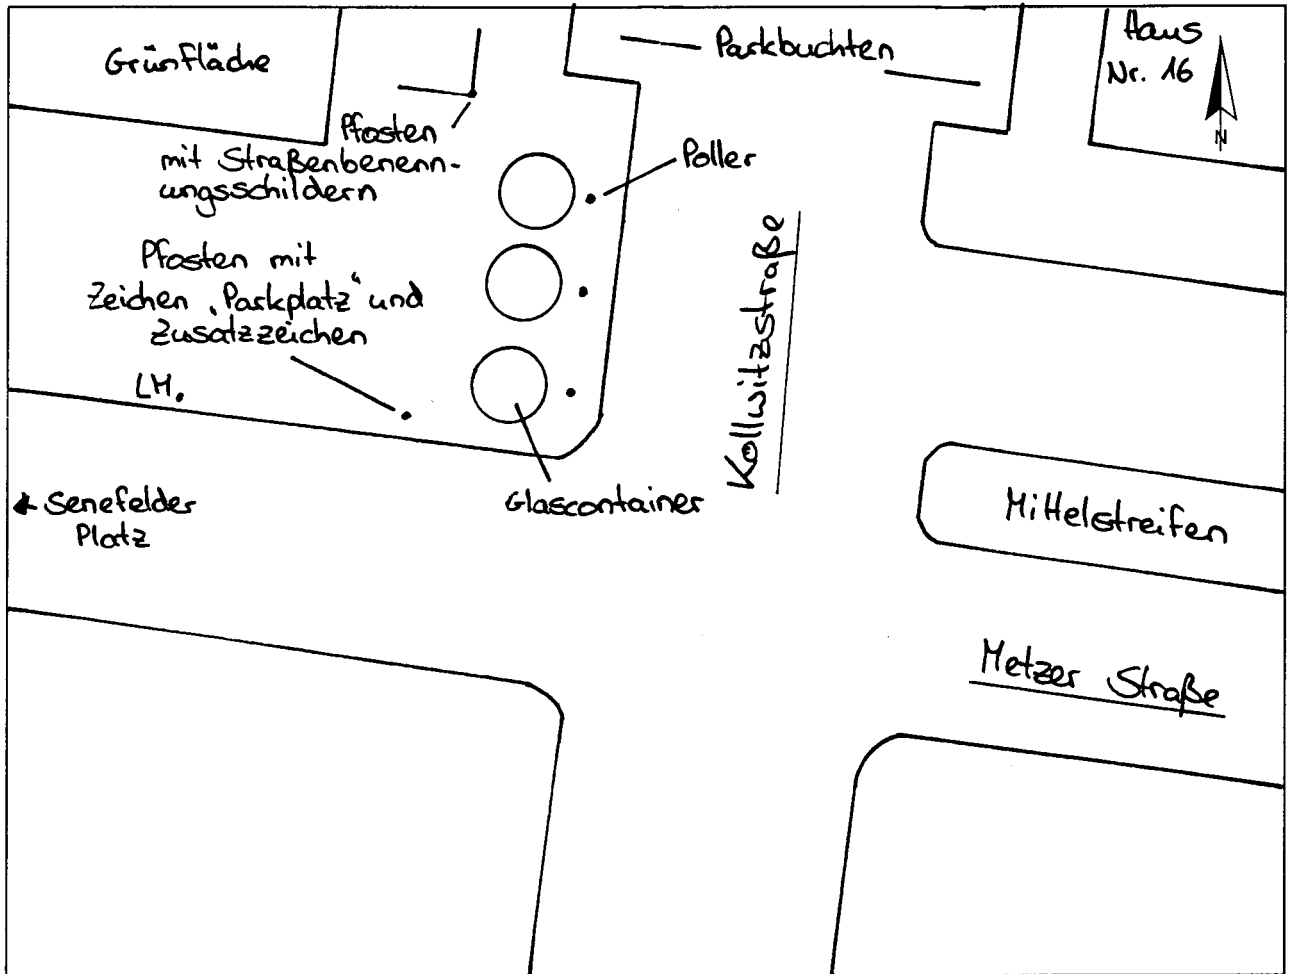 Grünfläche
Parkbuchten
Haus
Nr. 16
N
Pfosten
mit Straßenbenenn-
ungsschildern
Poller
Pfosten mit
Zeichen "Parkplatz" und
Zusatzzeichen
LM.
Kollwitzstraße
Senefelder
Platz
Glascontainer
Mittelstreifen
Metzer Straße